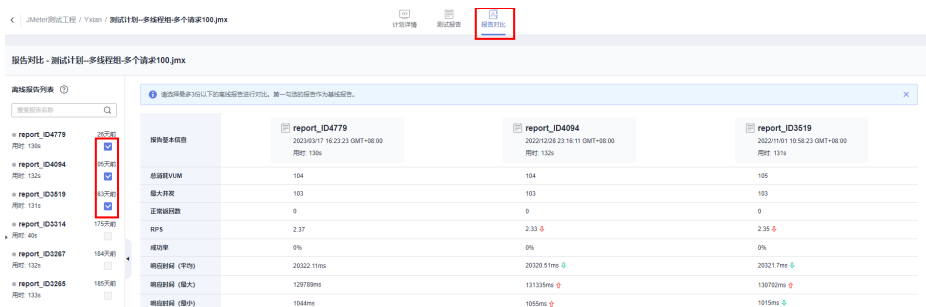 JMeter测试工程 / Yxian / 测试计划--多线程组-多个请求100.jmx
计划详情 测试报告 报告对比
报告对比 - 测试计划--多线程组-多个请求100.jmx
离线报告列表
搜索报告名称
report_ID4779 26天前
用时: 130s
report_ID4094 05天前
用时: 132s
report_ID3519 63天前
用时: 131s
report_ID3314 175天前
用时: 40s
report_ID3267 184天前
用时: 132s
report_ID3265 185天前
用时: 133s
请选择最多3份以下的离线报告进行对比。第一勾选的报告作为基线报告。
报告基本信息 report_ID4779 report_ID4094 report_ID3519
2023/03/17 16:23:23 GMT+08:00 2022/12/28 23:16:11 GMT+08:00 2022/11/01 10:58:23 GMT+08:00
用时: 130s 用时: 132s 用时: 131s
总消耗VUM 104 104 105
最大并发 103 103 103
正常返回数 0 0 0
RPS 2.37 2.33 2.35
成功率 0% 0% 0%
响应时间 (平均) 20322.11ms 20320.51ms 20321.7ms
响应时间 (最大) 129789ms 131335ms 130702ms
响应时间 (最小) 1044ms 1055ms 1015ms